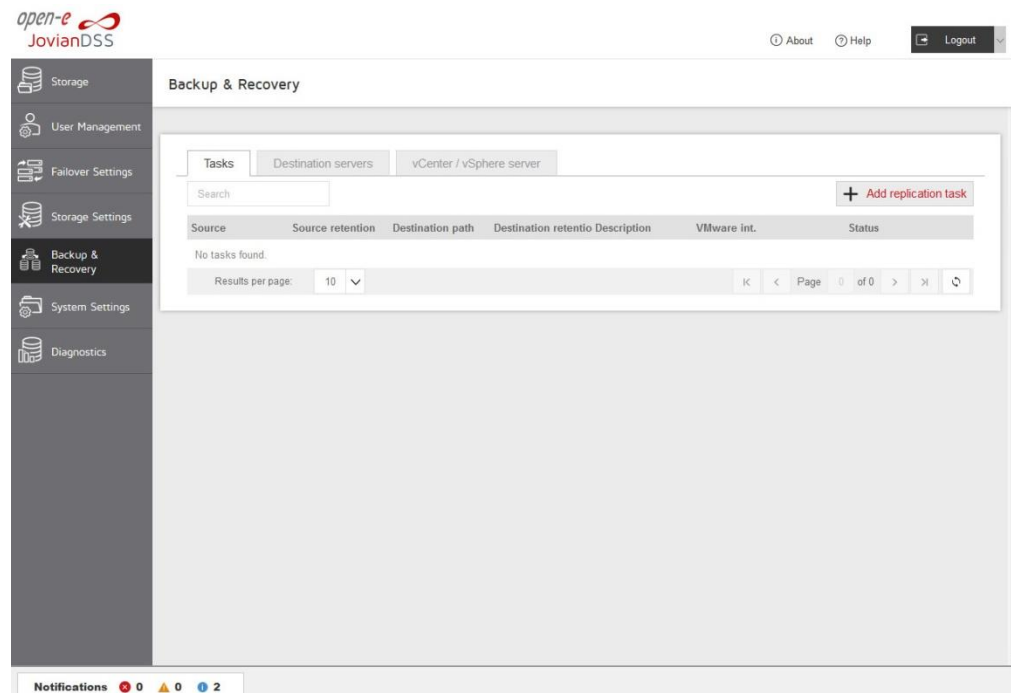 open-e
JovianDSS
About Help Logout
Storage
User Management
Failover Settings
Storage Settings
Backup &
Recovery
System Settings
Diagnostics
Backup & Recovery
Tasks Destination servers vCenter / vSphere server
Search
Add replication task
Source Source retention Destination path Destination retentio Description VMware int. Status
No tasks found.
Results per page: 10 Page 0 of 0
Notifications 0 0 2